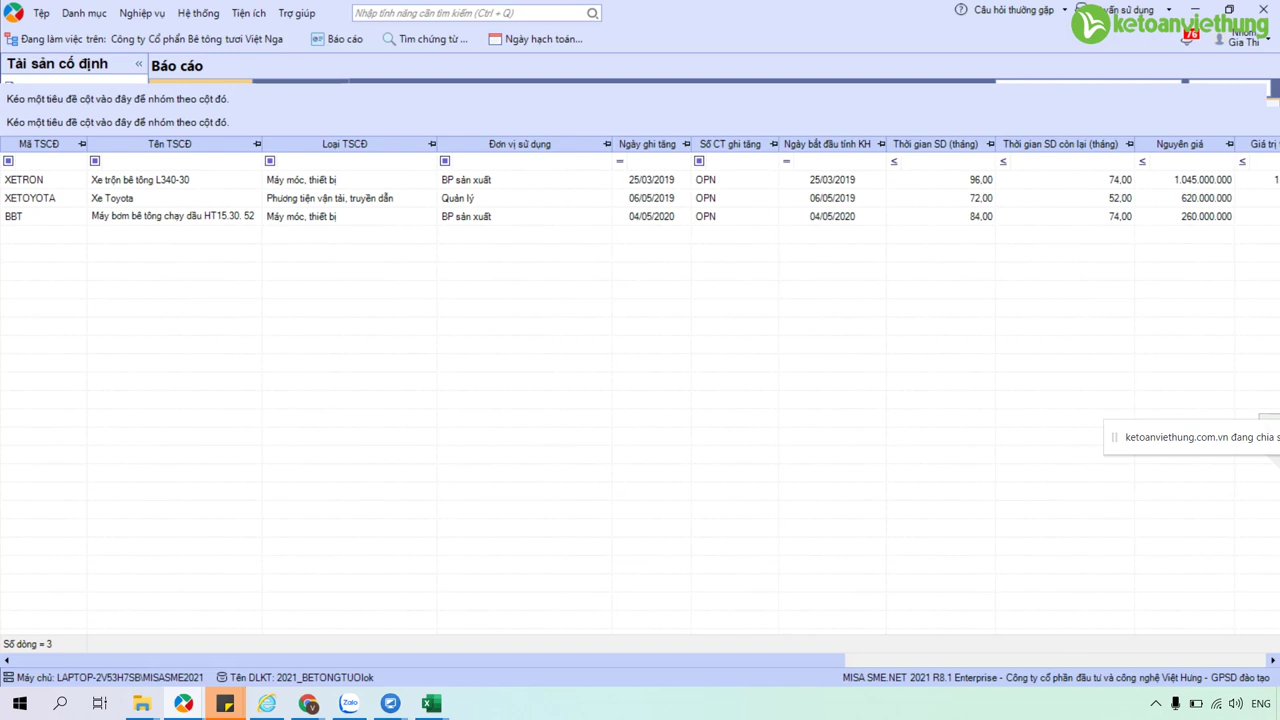 Tệp Danh mục Nghiệp vụ Hệ thống Tiện ích Trợ giúp Nhập tính năng cần tìm kiếm (Ctrl + Q) Câu hỏi thường gặp vấn sử dụng
ketoanviethung
Đang làm việc trên: Công ty Cổ phần Bê tông tươi Việt Nga Báo cáo Tìm chứng từ ... Ngày hạch toán... 76 Nhóm
Gia Thi
Tài sản cố định « Báo cáo
Kéo một tiêu đề cột vào đây để nhóm theo cột đó.
Kéo một tiêu đề cột vào đây để nhóm theo cột đó.
Mã TSCĐ Tên TSCĐ Loại TSCĐ Đơn vị sử dụng Ngày ghi tăng Số CT ghi tăng Ngày bắt đầu tính KH Thời gian SD (tháng) Thời gian SD còn lại (tháng) Nguyên giá Giá trị
= = ≤ ≤ ≤ ≤
XETRON Xe trộn bê tông L340-30 Máy móc, thiết bị BP sản xuất 25/03/2019 OPN 25/03/2019 96,00 74,00 1.045.000.000 1
XETOYOTA Xe Toyota Phương tiện vận tải, truyền dẫn Quản lý 06/05/2019 OPN 06/05/2019 72,00 52,00 620.000.000
BBT Máy bơm bê tông chạy dầu HT15.30. 52 Máy móc, thiết bị BP sản xuất 04/05/2020 OPN 04/05/2020 84,00 74,00 260.000.000
ketoanviethung.com.vn đang chia s
Số dòng = 3
Máy chủ: LAPTOP-2V53H7SB\MISASME2021 Tên DLKT: 2021_BETONGTUOIok MISA SME.NET 2021 R8.1 Enterprise - Công ty cổ phần đầu tư và công nghệ Việt Hưng - GPSD đào tạo
Zalo ENG